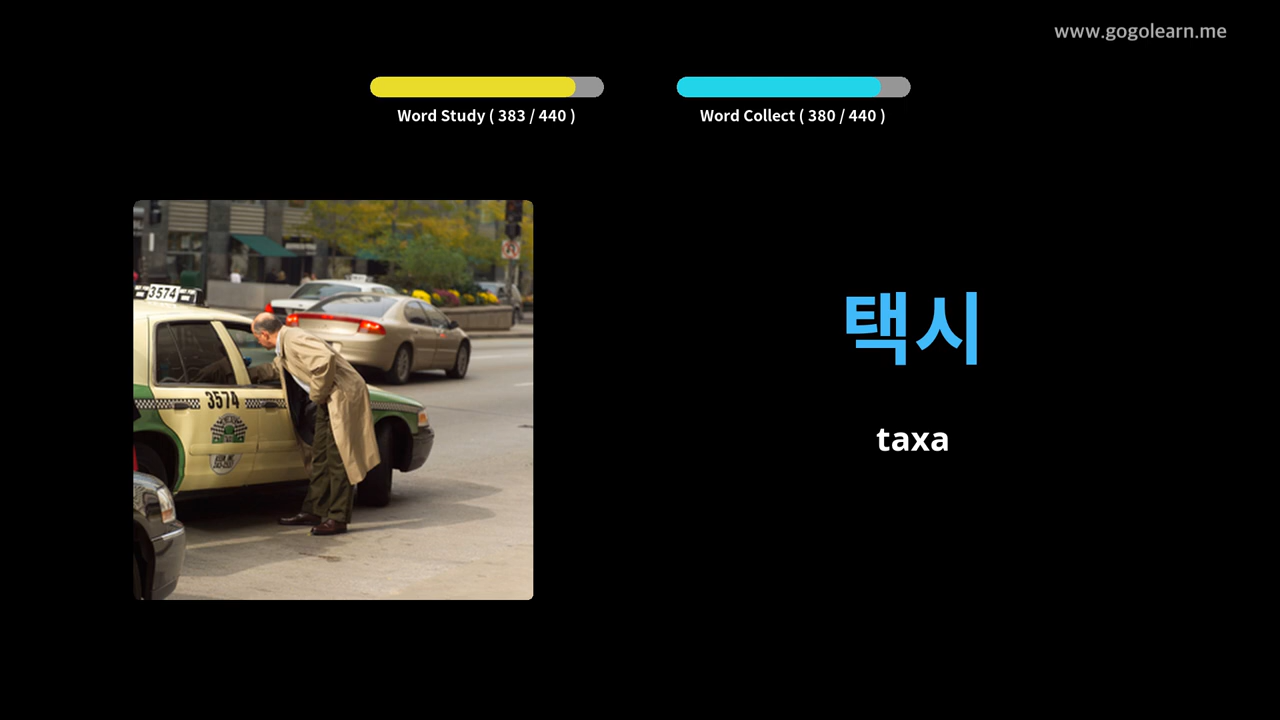 www.gogolearn.me
Word Study ( 383 / 440 )
Word Collect ( 380 / 440 )
택시
taxa
3574
3574